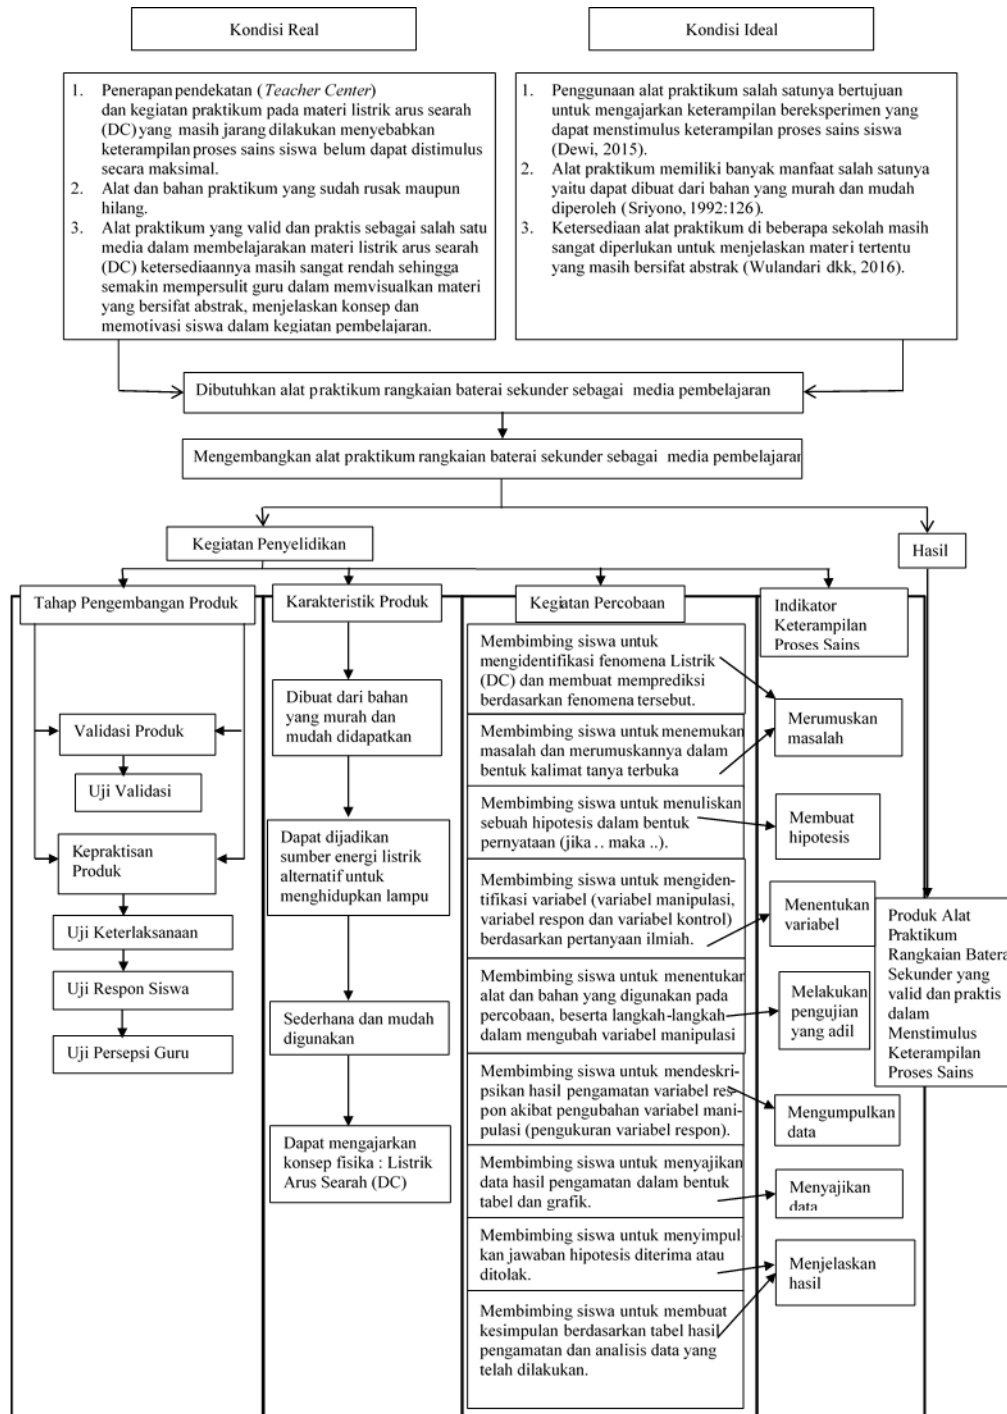 Kondisi Real
Kondisi Ideal
1. Penerapan pendekatan (Teacher Center)
dan kegiatan praktikum pada materi listrik arus searah
(DC) yang masih jarang dilakukan menyebabkan
keterampilan proses sains siswa belum dapat distimulus
secara maksimal.
2. Alat dan bahan praktikum yang sudah rusak maupun
hilang.
3. Alat praktikum yang valid dan praktis sebagai salah satu
media dalam membelajarakan materi listrik arus searah
(DC) ketersediaannya masih sangat rendah sehingga
semakin mempersulit guru dalam memvisualkan materi
yang bersifat abstrak, menjelaskan konsep dan
memotivasi siswa dalam kegiatan pembelajaran.
1. Penggunaan alat praktikum salah satunya bertujuan
untuk mengajarkan keterampilan bereksperimen yang
dapat menstimulus keterampilan proses sains siswa
(Dewi, 2015).
2. Alat praktikum memiliki banyak manfaat salah satunya
yaitu dapat dibuat dari bahan yang murah dan mudah
diperoleh (Sriyono, 1992:126).
3. Ketersediaan alat praktikum di beberapa sekolah masih
sangat diperlukan untuk menjelaskan materi tertentu
yang masih bersifat abstrak (Wulandari dkk, 2016).
Dibutuhkan alat praktikum rangkaian baterai sekunder sebagai media pembelajaran
Mengembangkan alat praktikum rangkaian baterai sekunder sebagai media pembelajaran
Kegiatan Penyelidikan
Hasil
Tahap Pengembangan Produk
Validasi Produk
Uji Validasi
Kepraktisan
Produk
Uji Keterlaksanaan
Uji Respon Siswa
Uji Persepsi Guru
Karakteristik Produk
Dibuat dari bahan
yang murah dan
mudah didapatkan
Dapat dijadikan
sumber energi listrik
alternatif untuk
menghidupkan lampu
Sederhana dan mudah
digunakan
Dapat mengajarkan
konsep fisika : Listrik
Arus Searah (DC)
Kegiatan Percobaan
Membimbing siswa untuk
mengidentifikasi fenomena Listrik
(DC) dan membuat memprediksi
berdasarkan fenomena tersebut.
Membimbing siswa untuk menemukan
masalah dan merumuskannya dalam
bentuk kalimat tanya terbuka
Membimbing siswa untuk menuliskan
sebuah hipotesis dalam bentuk
pernyataan (jika .. maka ..).
Membimbing siswa untuk mengiden-
tifikasi variabel (variabel manipulasi,
variabel respon dan variabel kontrol)
berdasarkan pertanyaan ilmiah.
Membimbing siswa untuk menentukan
alat dan bahan yang digunakan pada
percobaan, beserta langkah-langkah
dalam mengubah variabel manipulasi
Membimbing siswa untuk mendeskri-
psikan hasil pengamatan variabel res-
pon akibat pengubahan variabel mani-
pulasi (pengukuran variabel respon).
Membimbing siswa untuk menyajikan
data hasil pengamatan dalam bentuk
tabel dan grafik.
Membimbing siswa untuk menyimpul-
kan jawaban hipotesis diterima atau
ditolak.
Membimbing siswa untuk membuat
kesimpulan berdasarkan tabel hasil
pengamatan dan analisis data yang
telah dilakukan.
Indikator
Keterampilan
Proses Sains
Merumuskan
masalah
Membuat
hipotesis
Menentukan
variabel
Melakukan
pengujian
yang adil
Mengumpulkan
data
Menyajikan
data
Menjelaskan
hasil
Produk Alat
Praktikum
Rangkaian Batera
Sekunder yang
valid dan praktis
dalam
Menstimulus
Keterampilan
Proses Sains